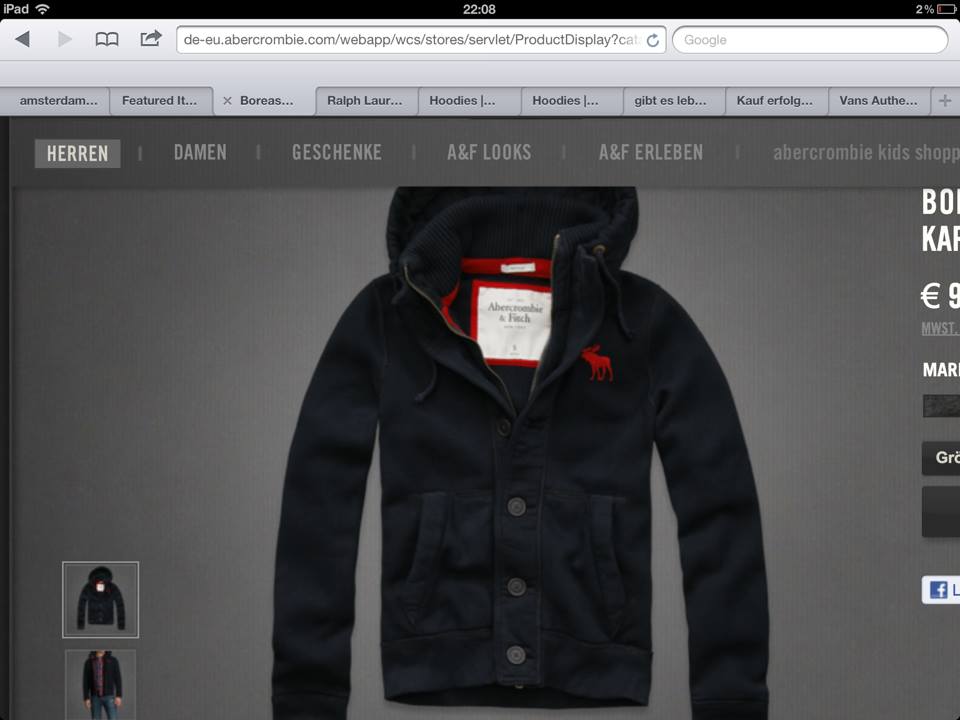 iPad 22:08 2%
de-eu.abercrombie.com/webapp/wcs/stores/servlet/ProductDisplay?cat Google
amsterdam... Featured It... × Boreas... Ralph Laur... Hoodies |... Hoodies |... gibt es leb... Kauf erfolg... Vans Authe... +
HERREN DAMEN GESCHENKE A&F LOOKS A&F ERLEBEN abercrombie kids shopp
BO
KAR
€ 9
MWST.
MARI
Abercrombie
& Fitch
Grö
L